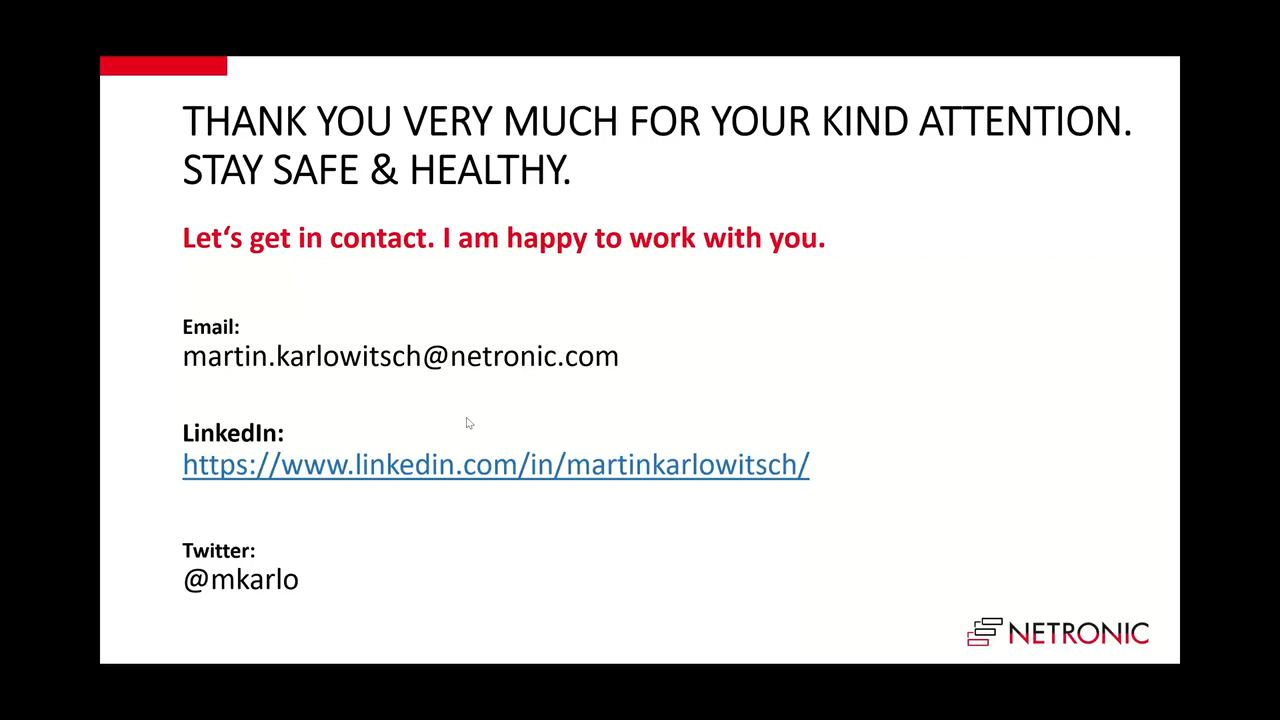 THANK YOU VERY MUCH FOR YOUR KIND ATTENTION.
STAY SAFE & HEALTHY.
Let‘s get in contact. I am happy to work with you.
Email:
martin.karlowitsch@netronic.com
LinkedIn:
https://www.linkedin.com/in/martinkarlowitsch/
Twitter:
@mkarlo
NETRONIC